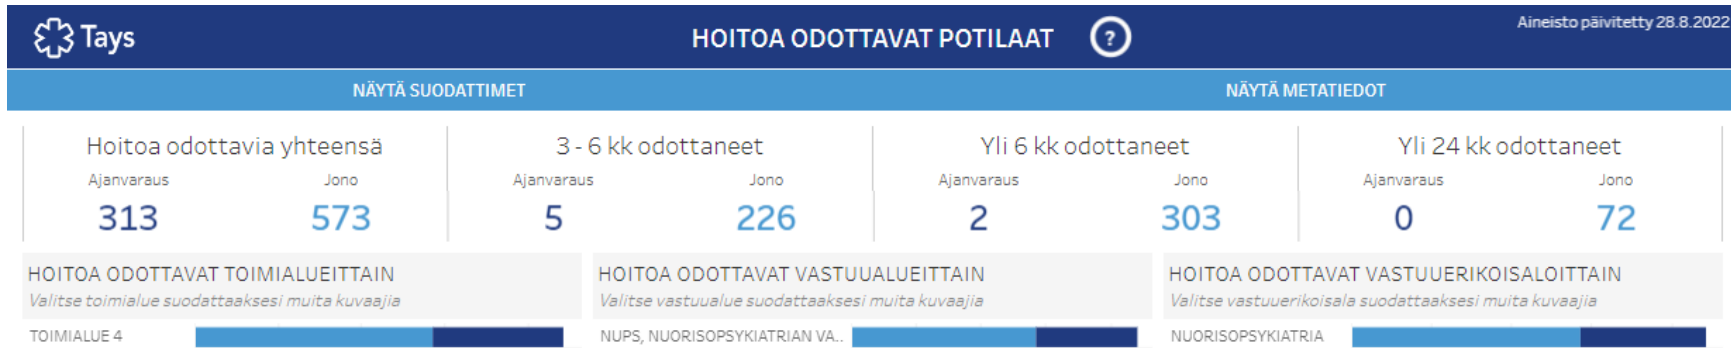 Tays
HOITOA ODOTTAVAT POTILAAT ?
Aineisto päivitetty 28.8.2022
NÄYTÄ SUODATTIMET NÄYTÄ METATIEDOT
Hoitoa odottavia yhteensä 3 - 6 kk odottaneet Yli 6 kk odottaneet Yli 24 kk odottaneet
Ajanvaraus Jono Ajanvaraus Jono Ajanvaraus Jono Ajanvaraus Jono
313 573 5 226 2 303 0 72
HOITOA ODOTTAVAT TOIMIALUEITTAIN HOITOA ODOTTAVAT VASTUUALUEITTAIN HOITOA ODOTTAVAT VASTUUERIKOISALOITTAIN
Valitse toimialue suodattaaksesi muita kuvaajia Valitse vastuualue suodattaaksesi muita kuvaajia Valitse vastuuerikoisala suodattaaksesi muita kuvaajia
TOIMIALUE 4 NUPS, NUORISOPSYKIATRIAN VA.. NUORISOPSYKIATRIA